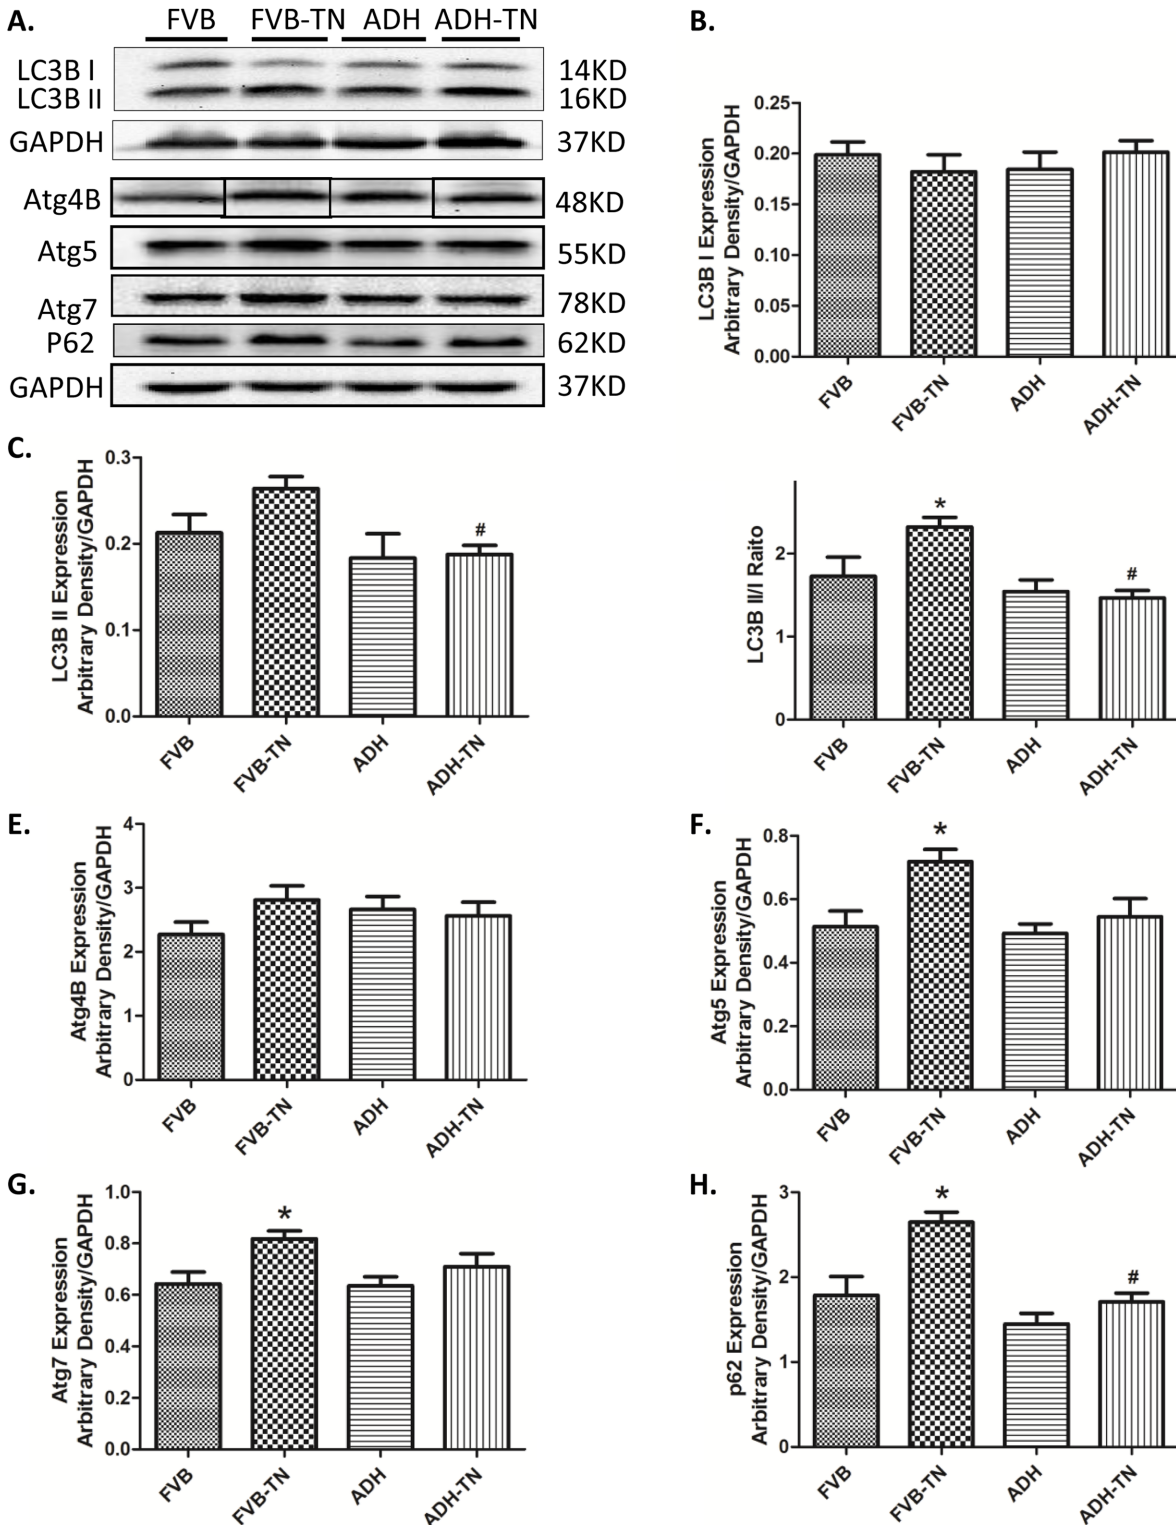 A.
FVB FVB-TN ADH ADH-TN
LC3B I 14KD
LC3B II 16KD
GAPDH 37KD
Atg4B 48KD
Atg5 55KD
Atg7 78KD
P62 62KD
GAPDH 37KD
B.
LC3B I Expression
Arbitrary Density/GAPDH
0.25
0.20
0.15
0.10
0.05
0.00
FVB FVB-TN ADH ADH-TN
C.
LC3B II Expression
Arbitrary Density/GAPDH
0.3
0.2
0.1
0.0
#
FVB FVB-TN ADH ADH-TN
LC3B II/I Raito
2
1
0
*
#
FVB FVB-TN ADH ADH-TN
E.
Atg4B Expression
Arbitrary Density/GAPDH
4
3
2
1
0
FVB FVB-TN ADH ADH-TN
F.
Atg5 Expression
Arbitrary Density/GAPDH
0.8
0.6
0.4
0.2
0.0
*
FVB FVB-TN ADH ADH-TN
G.
Atg7 Expression
Arbitrary Density/GAPDH
1.0
0.8
0.6
0.4
0.2
0.0
*
FVB FVB-TN ADH ADH-TN
H.
p62 Expression
Arbitrary Density/GAPDH
3
2
1
0
*
#
FVB FVB-TN ADH ADH-TN